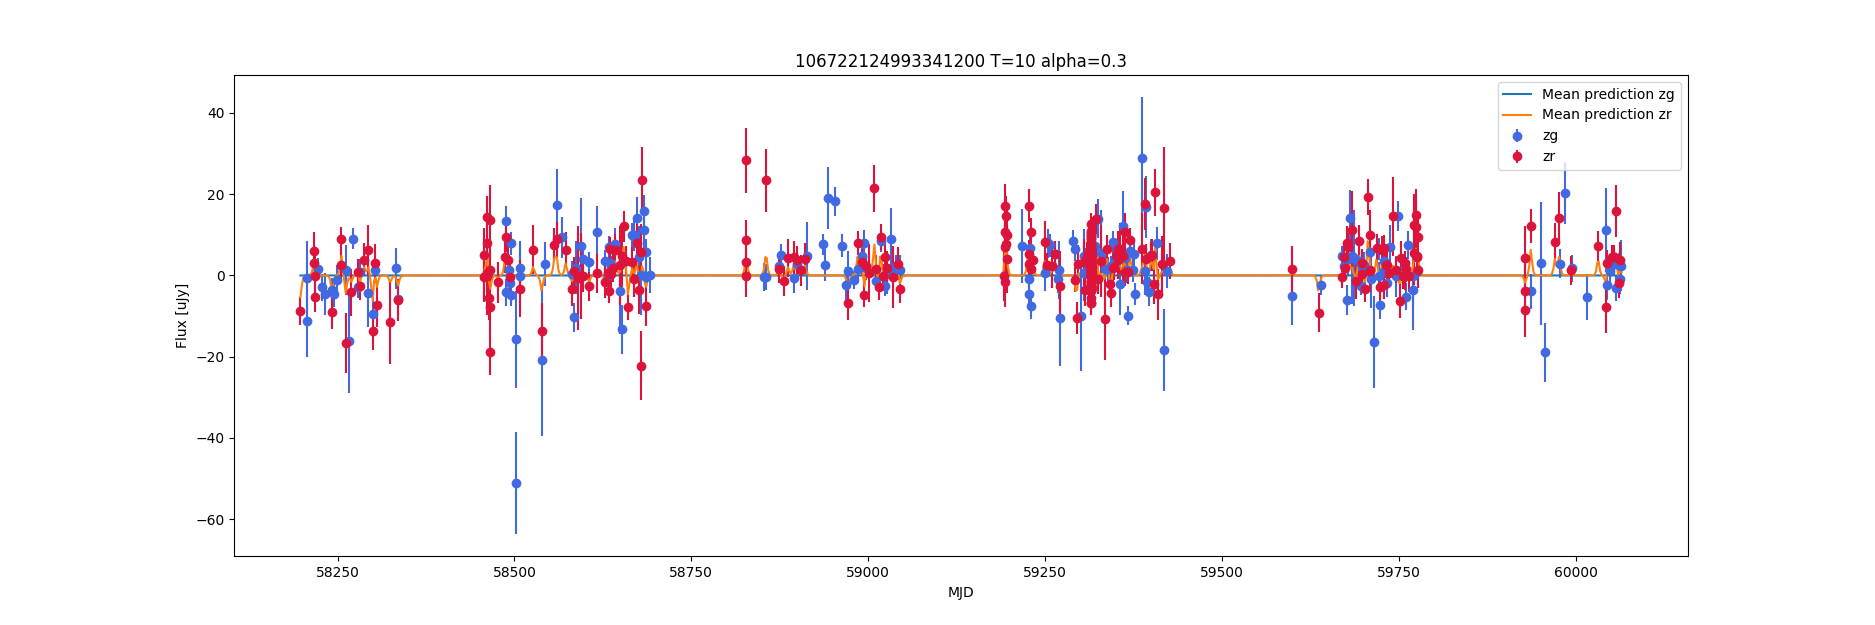 106722124993341200 T=10 alpha=0.3
Mean prediction zg
Mean prediction zr
zg
zr
40
20
0
−20
−40
−60
Flux [uJy]
58250 58500 58750 59000 59250 59500 59750 60000
MJD